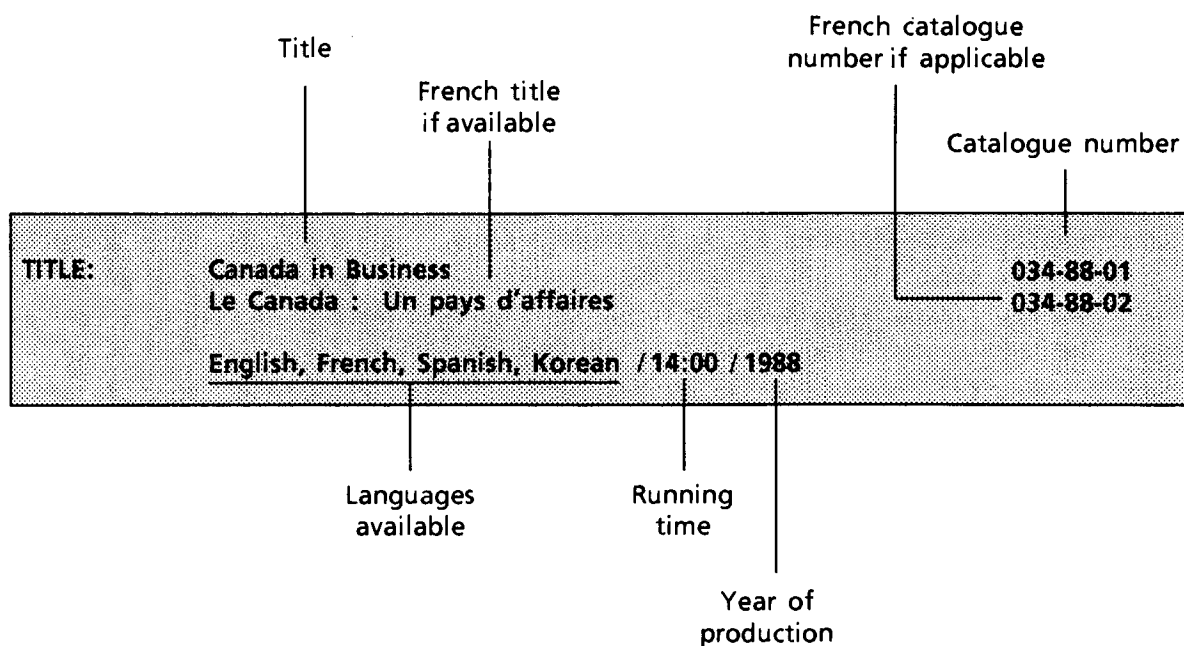 French catalogue
number if applicable
Title
French title
if available
Catalogue number
TITLE: Canada in Business 034-88-01
Le Canada : Un pays d'affaires 034-88-02
English, French, Spanish, Korean / 14:00 / 1988
Languages
available
Running
time
Year of
production